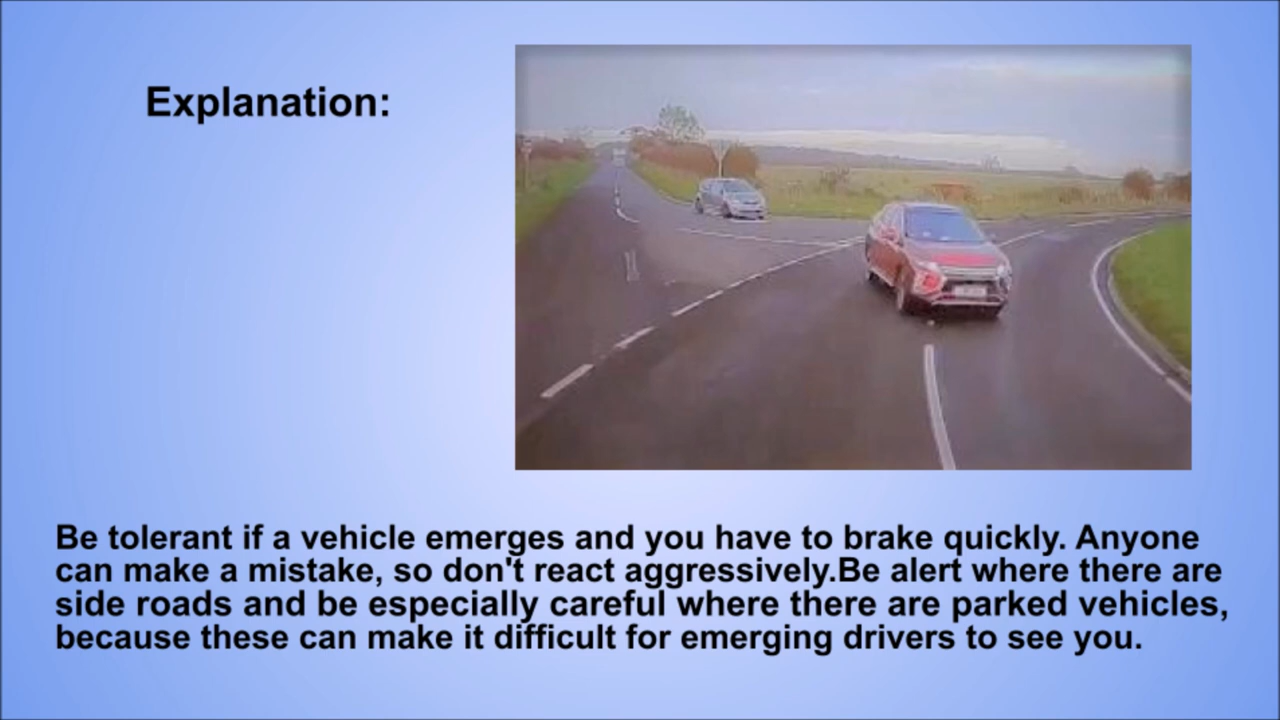 Explanation:
Be tolerant if a vehicle emerges and you have to brake quickly. Anyone
can make a mistake, so don't react aggressively.Be alert where there are
side roads and be especially careful where there are parked vehicles,
because these can make it difficult for emerging drivers to see you.